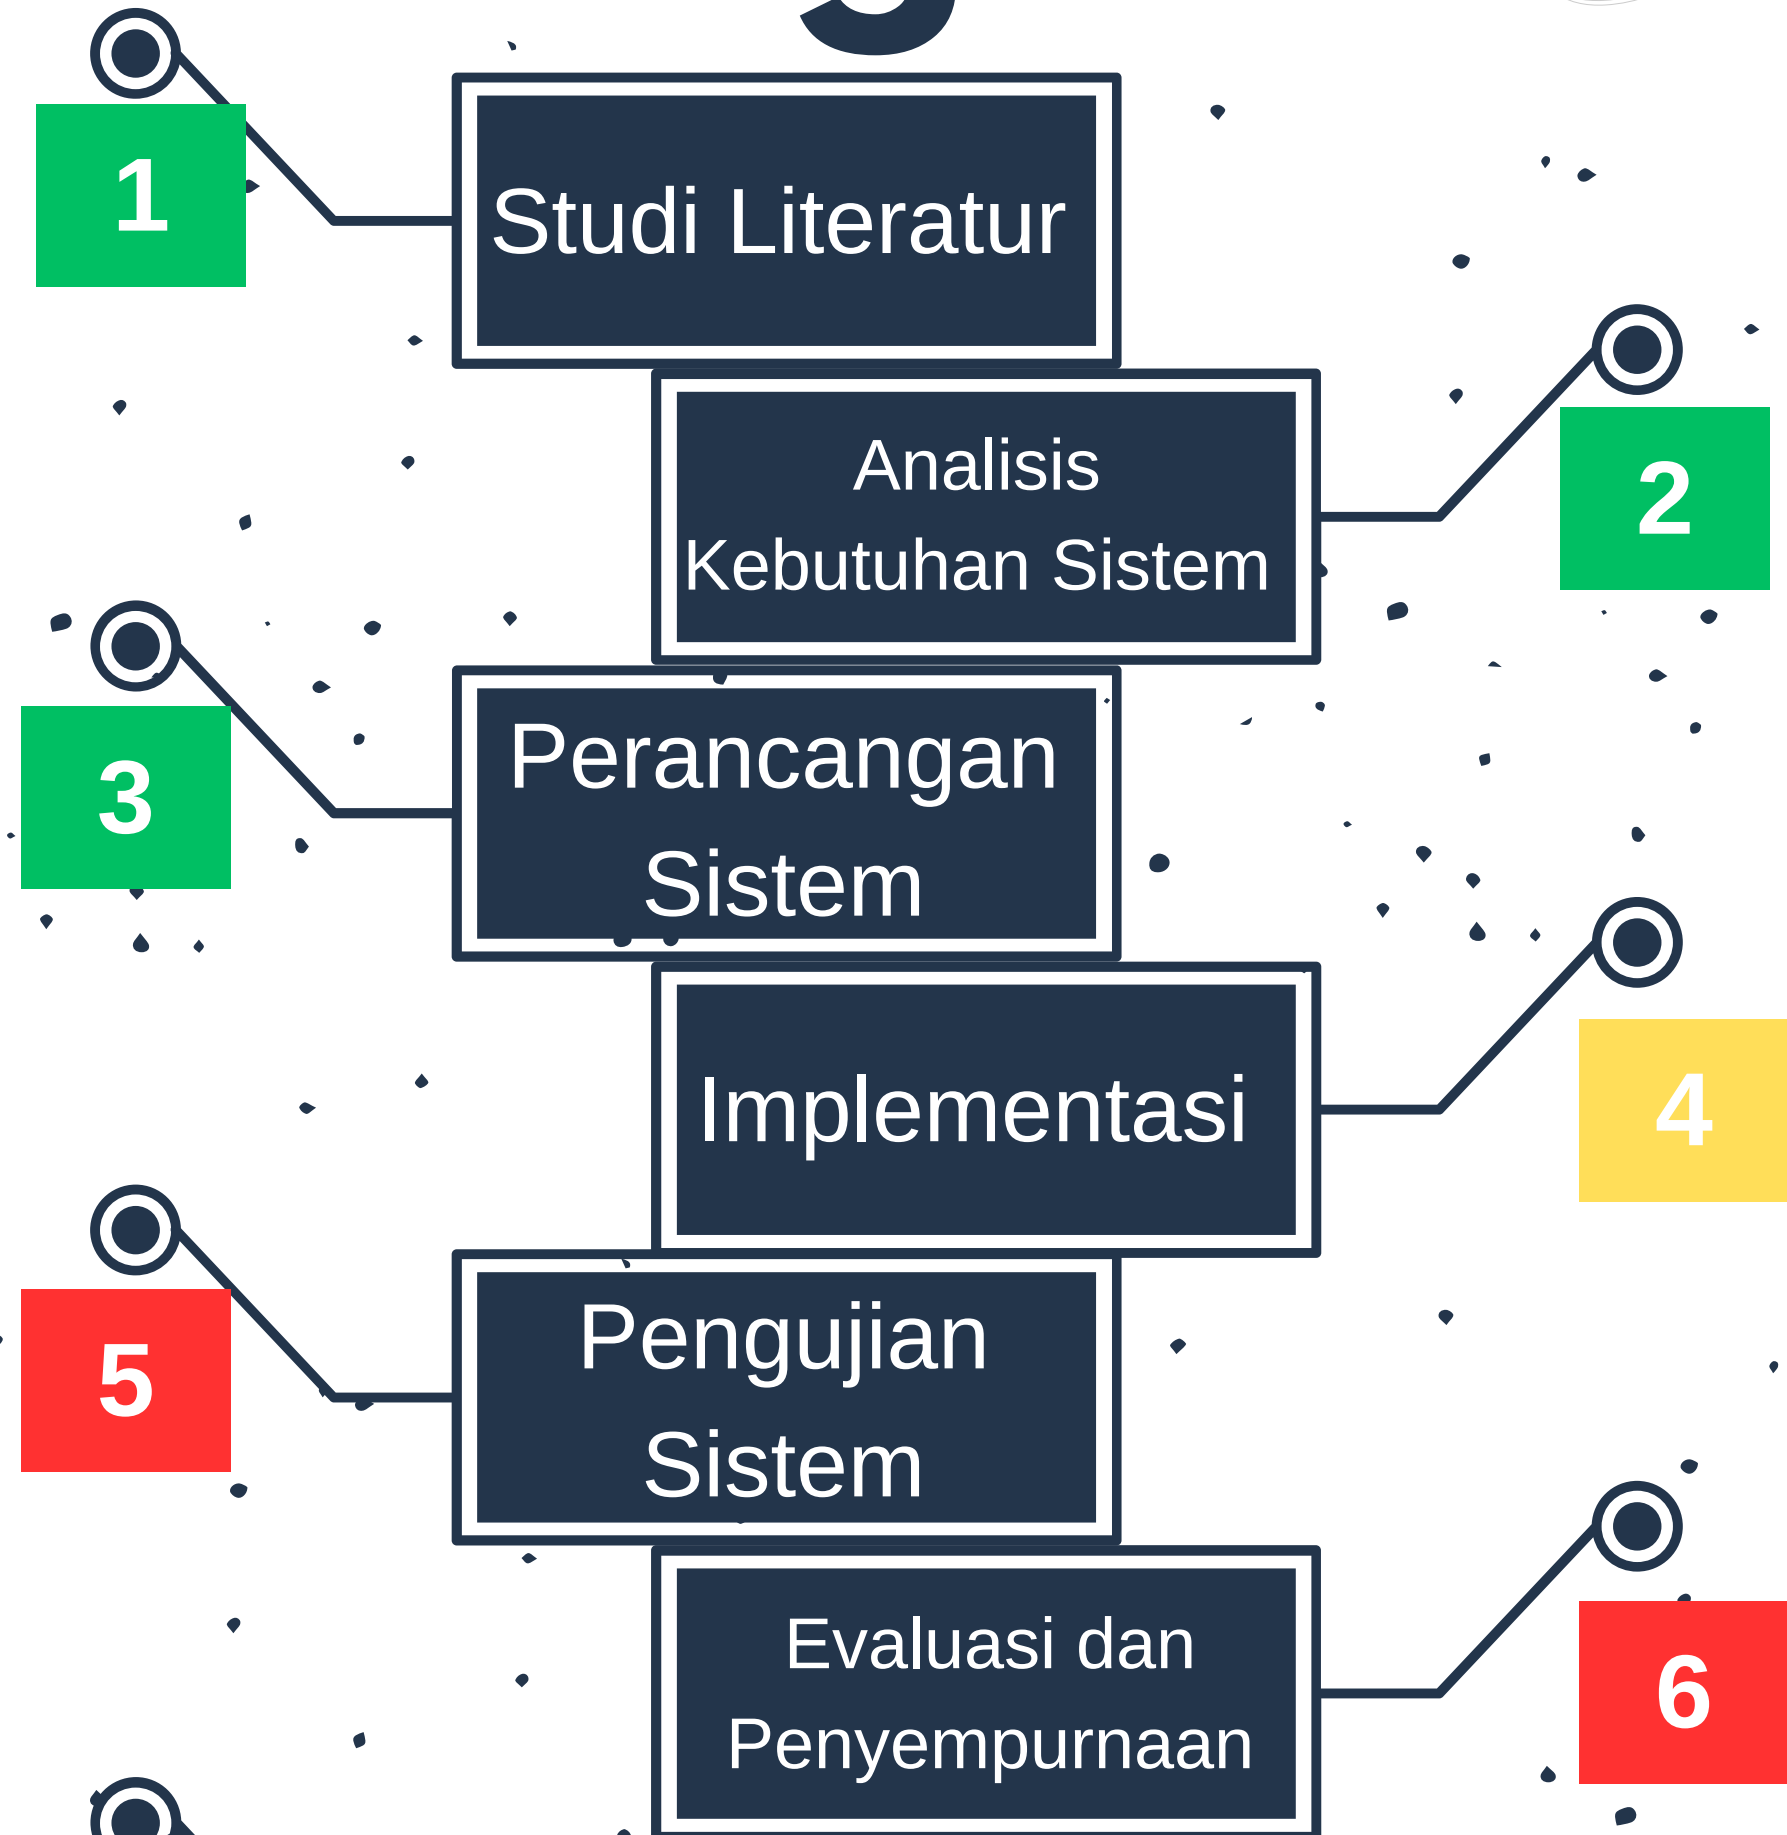 1
Studi Literatur
Analisis
Kebutuhan Sistem
2
3
Perancangan
Sistem
Implementasi
4
5
Pengujian
Sistem
Evaluasi dan
Penyempurnaan
6